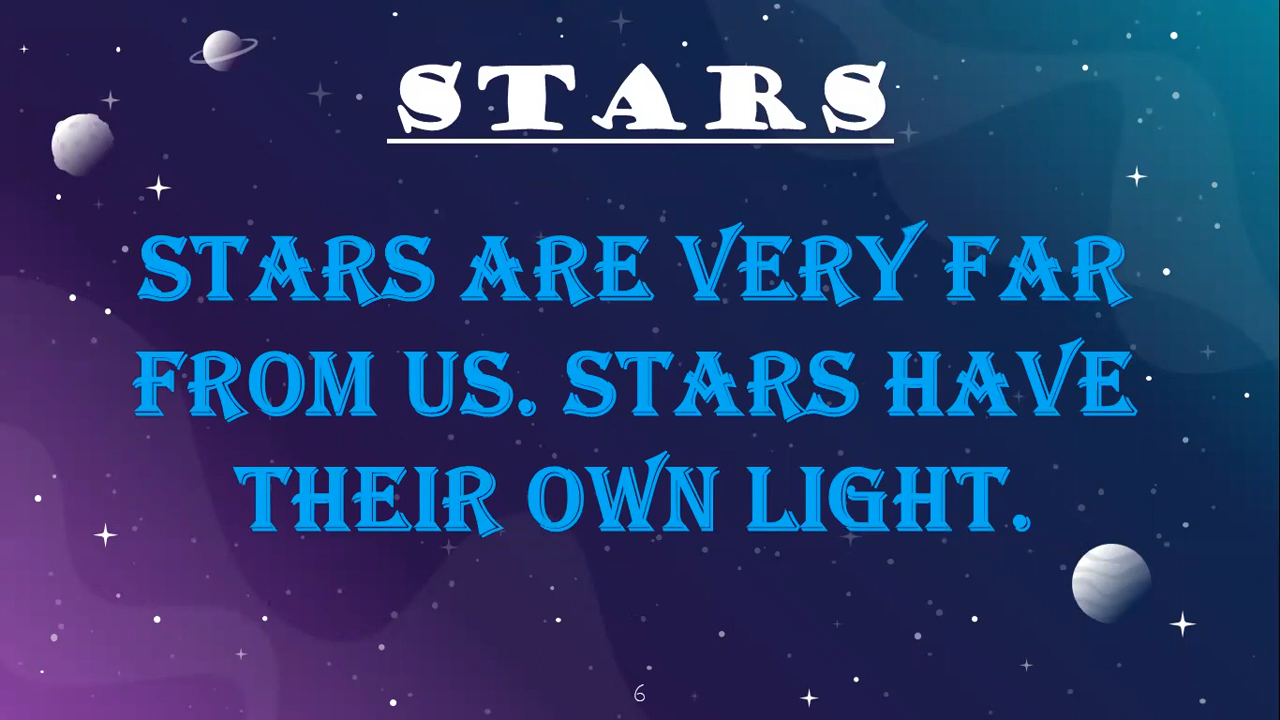 STARS
STARS ARE VERY FAR
FROM US. STARS HAVE
THEIR OWN LIGHT.
6